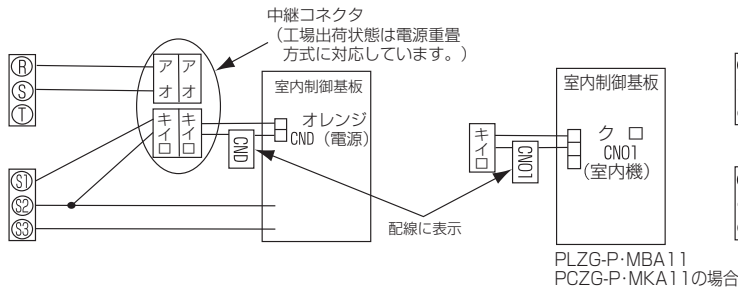 中継コネクタ
(工場出荷状態は電源重畳
方式に対応しています。)
R
S
T
アオ
アオ
キイロ
キイロ
S1
S2
S3
室内制御基板
オレンジ
CND (電源)
CND
配線に表示
キイロ
CNO1
室内制御基板
クロ
CNO1
(室内機)
PLZG-P・MBA11
PCZG-P・MKA11の場合